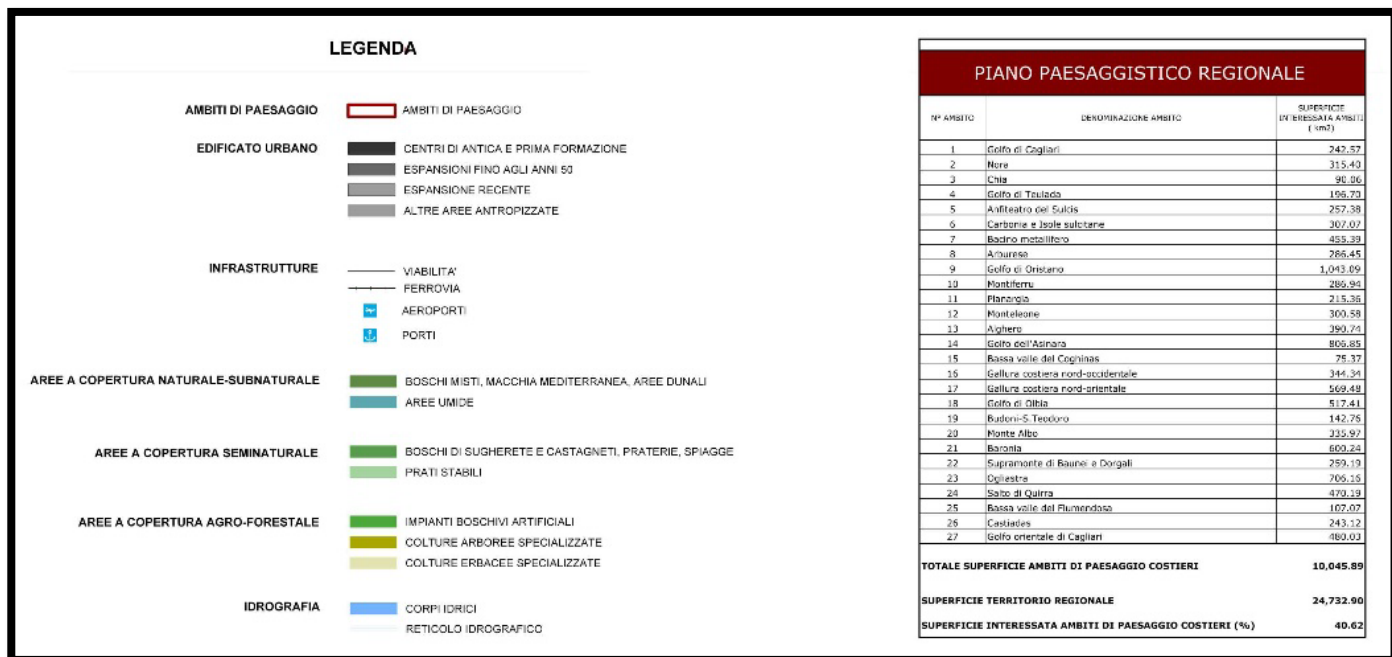 LEGENDA
AMBITI DI PAESAGGIO AMBITI DI PAESAGGIO
EDIFICATO URBANO CENTRI DI ANTICA E PRIMA FORMAZIONE
ESPANSIONI FINO AGLI ANNI 50
ESPANSIONE RECENTE
ALTRE AREE ANTROPIZZATE
INFRASTRUTTURE VIABILITA'
FERROVIA
AEROPORTI
PORTI
AREE A COPERTURA NATURALE-SUBNATURALE BOSCHI MISTI, MACCHIA MEDITERRANEA, AREE DUNALI
AREE UMIDE
AREE A COPERTURA SEMINATURALE BOSCHI DI SUGHERETE E CASTAGNETI, PRATERIE, SPIAGGE
PRATI STABILI
AREE A COPERTURA AGRO-FORESTALE IMPIANTI BOSCHIVI ARTIFICIALI
COLTURE ARBOREE SPECIALIZZATE
COLTURE ERBACEE SPECIALIZZATE
IDROGRAFIA CORPI IDRICI
RETICOLO IDROGRAFICO
PIANO PAESAGGISTICO REGIONALE
N° AMBITO DENOMINAZIONE AMBITO SUPERFICIE
INTERESSATA AMBITI
( km2)
1 Golfo di Cagliari 242.57
2 Nora 315.40
3 Chia 90.06
4 Golfo di Teulada 196.70
5 Anfiteatro del Sulcis 257.38
6 Carbonia e Isole sulcitane 307.07
7 Bacino metallifero 455.39
8 Arburese 286.45
9 Golfo di Oristano 1,043.09
10 Montiferru 286.94
11 Planargia 215.36
12 Monteleone 300.58
13 Alghero 390.74
14 Golfo dell'Asinara 806.85
15 Bassa valle del Coghinas 75.37
16 Gallura costiera nord-occidentale 344.34
17 Gallura costiera nord-orientale 569.48
18 Golfo di Olbia 517.41
19 Budoni-S.Teodoro 142.76
20 Monte Albo 335.97
21 Baronia 600.24
22 Supramonte di Baunei e Dorgali 259.19
23 Ogliastra 706.16
24 Salto di Quirra 470.19
25 Bassa valle del Flumendosa 107.07
26 Castiadas 243.12
27 Golfo orientale di Cagliari 480.03
TOTALE SUPERFICIE AMBITI DI PAESAGGIO COSTIERI 10,045.89
SUPERFICIE TERRITORIO REGIONALE 24,732.90
SUPERFICIE INTERESSATA AMBITI DI PAESAGGIO COSTIERI (%) 40.62